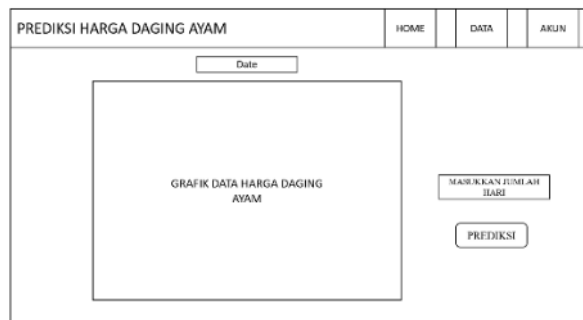 PREDIKSI HARGA DAGING AYAM
HOME
DATA
AKUN
Date
GRAFIK DATA HARGA DAGING
AYAM
MASUKKAN JUMLAH
HARI
PREDIKSI